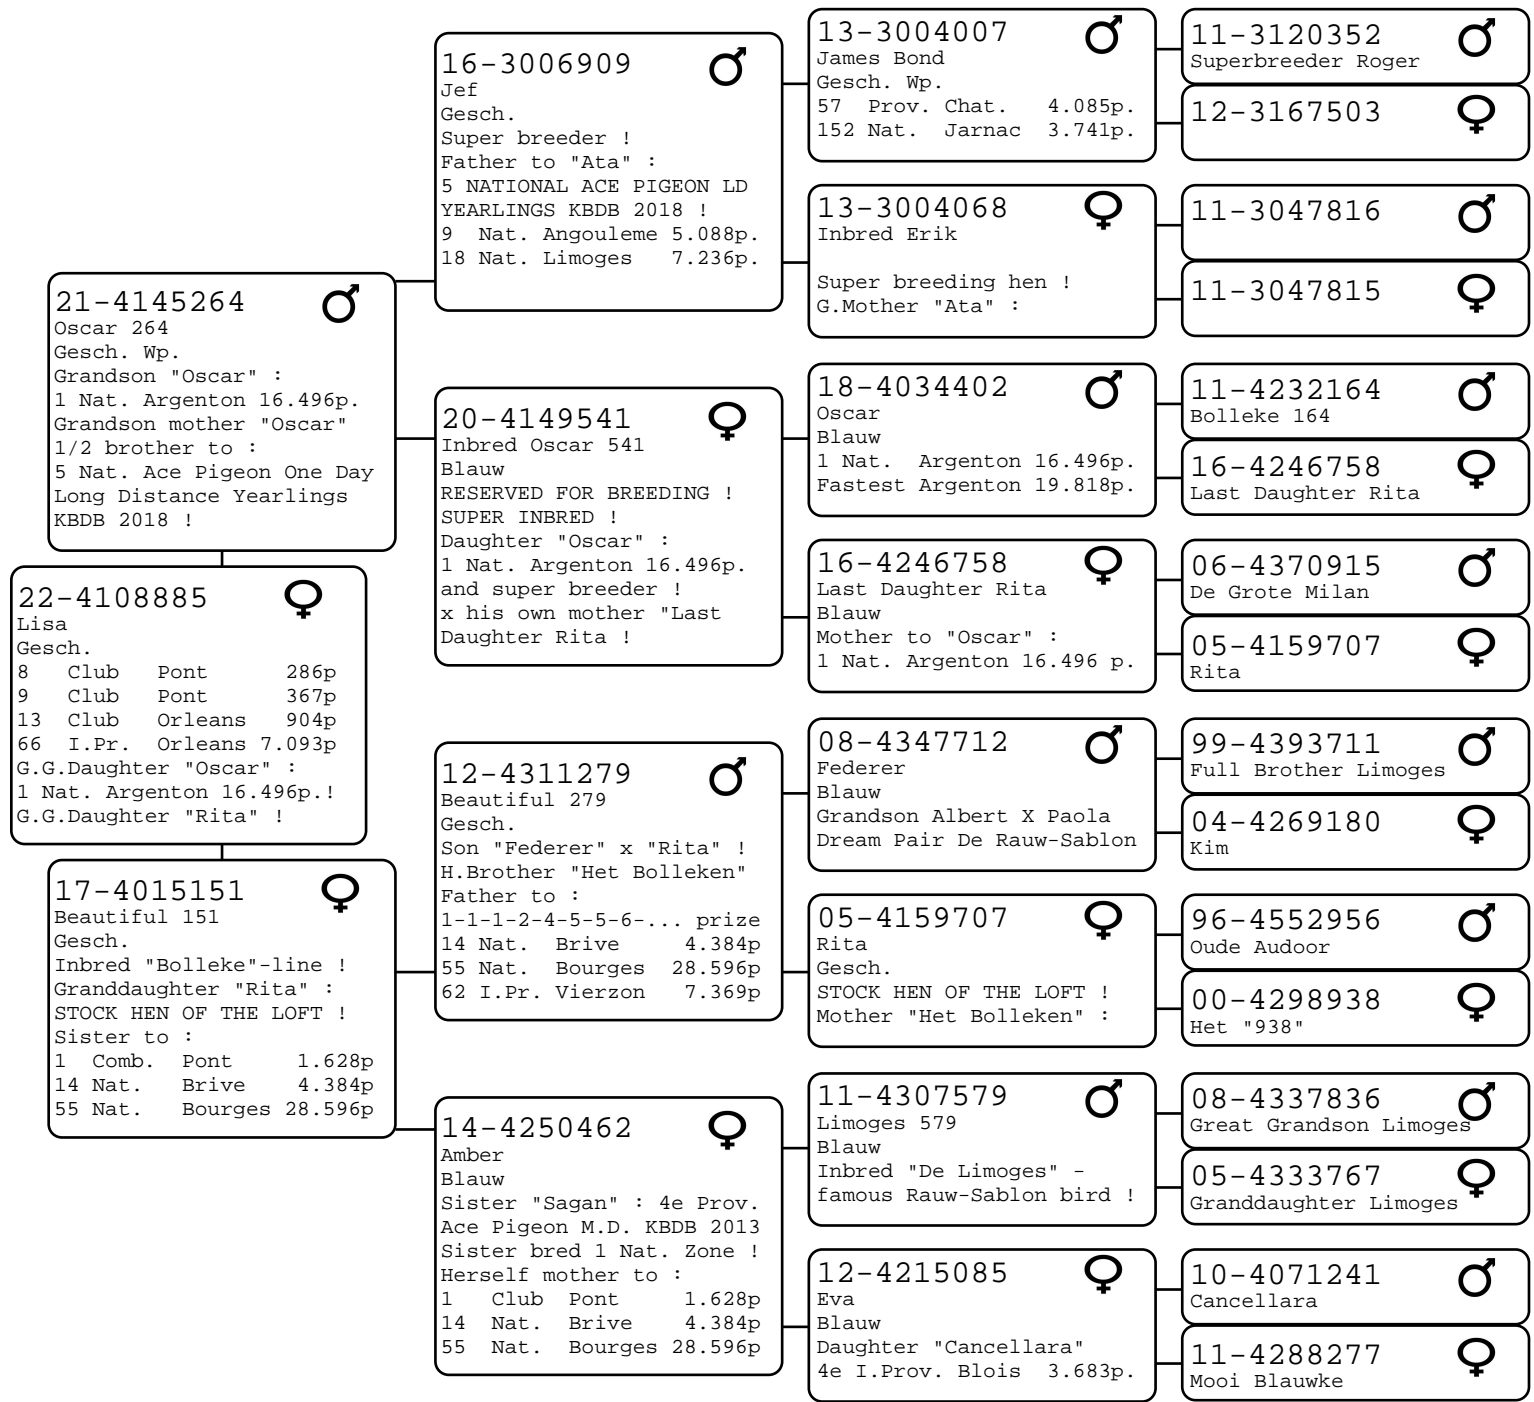 21-4145264
Oscar 264
Gesch. Wp.
Grandson "Oscar" :
1 Nat. Argenton 16.496p.
Grandson mother "Oscar"
1/2 brother to :
5 Nat. Ace Pigeon One Day
Long Distance Yearlings
KBDB 2018 !
22-4108885
Lisa
Gesch.
8 Club Pont 286p
9 Club Pont 367p
13 Club Orleans 904p
66 I.Pr. Orleans 7.093p
G.G.Daughter "Oscar" :
1 Nat. Argenton 16.496p.!
G.G.Daughter "Rita" !
17-4015151
Beautiful 151
Gesch.
Inbred "Bolleke"-line !
Granddaughter "Rita" :
STOCK HEN OF THE LOFT !
Sister to :
1 Comb. Pont 1.628p
14 Nat. Brive 4.384p
55 Nat. Bourges 28.596p
16-3006909
Jef
Gesch.
Super breeder !
Father to "Ata" :
5 NATIONAL ACE PIGEON LD
YEARLINGS KBDB 2018 !
9 Nat. Angouleme 5.088p.
18 Nat. Limoges 7.236p.
20-4149541
Inbred Oscar 541
Blauw
RESERVED FOR BREEDING !
SUPER INBRED !
Daughter "Oscar" :
1 Nat. Argenton 16.496p.
and super breeder !
x his own mother "Last
Daughter Rita !
12-4311279
Beautiful 279
Gesch.
Son "Federer" x "Rita" !
H.Brother "Het Bolleken"
Father to :
1-1-1-2-4-5-5-6-... prize
14 Nat. Brive 4.384p
55 Nat. Bourges 28.596p
62 I.Pr. Vierzon 7.369p
14-4250462
Amber
Blauw
Sister "Sagan" : 4e Prov.
Ace Pigeon M.D. KBDB 2013
Sister bred 1 Nat. Zone !
Herself mother to :
1 Club Pont 1.628p
14 Nat. Brive 4.384p
55 Nat. Bourges 28.596p
13-3004007
James Bond
Gesch. Wp.
57 Prov. Chat. 4.085p.
152 Nat. Jarnac 3.741p.
13-3004068
Inbred Erik
Super breeding hen !
G.Mother "Ata" :
18-4034402
Oscar
Blauw
1 Nat. Argenton 16.496p.
Fastest Argenton 19.818p.
16-4246758
Last Daughter Rita
Blauw
Mother to "Oscar" :
1 Nat. Argenton 16.496 p.
08-4347712
Federer
Blauw
Grandson Albert X Paola
Dream Pair De Rauw-Sablon
05-4159707
Rita
Gesch.
STOCK HEN OF THE LOFT !
Mother "Het Bolleken" :
11-4307579
Limoges 579
Blauw
Inbred "De Limoges" -
famous Rauw-Sablon bird !
12-4215085
Eva
Blauw
Daughter "Cancellara"
4e I.Prov. Blois 3.683p.
11-3120352
Superbreeder Roger
12-3167503
11-3047816
11-3047815
11-4232164
Bolleke 164
16-4246758
Last Daughter Rita
06-4370915
De Grote Milan
05-4159707
Rita
99-4393711
Full Brother Limoges
04-4269180
Kim
96-4552956
Oude Audoor
00-4298938
Het "938"
08-4337836
Great Grandson Limoges
05-4333767
Granddaughter Limoges
10-4071241
Cancellara
11-4288277
Mooi Blauwke